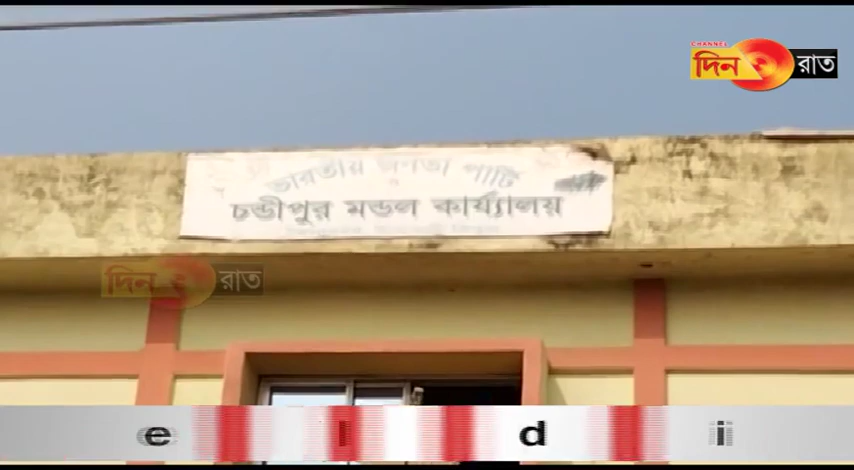 CHANNEL
দিন রাত
ভারতীয় জনতা পার্টি
চন্ডীপুর মন্ডল কার্য্যালয়
দিন রাত
e l d i